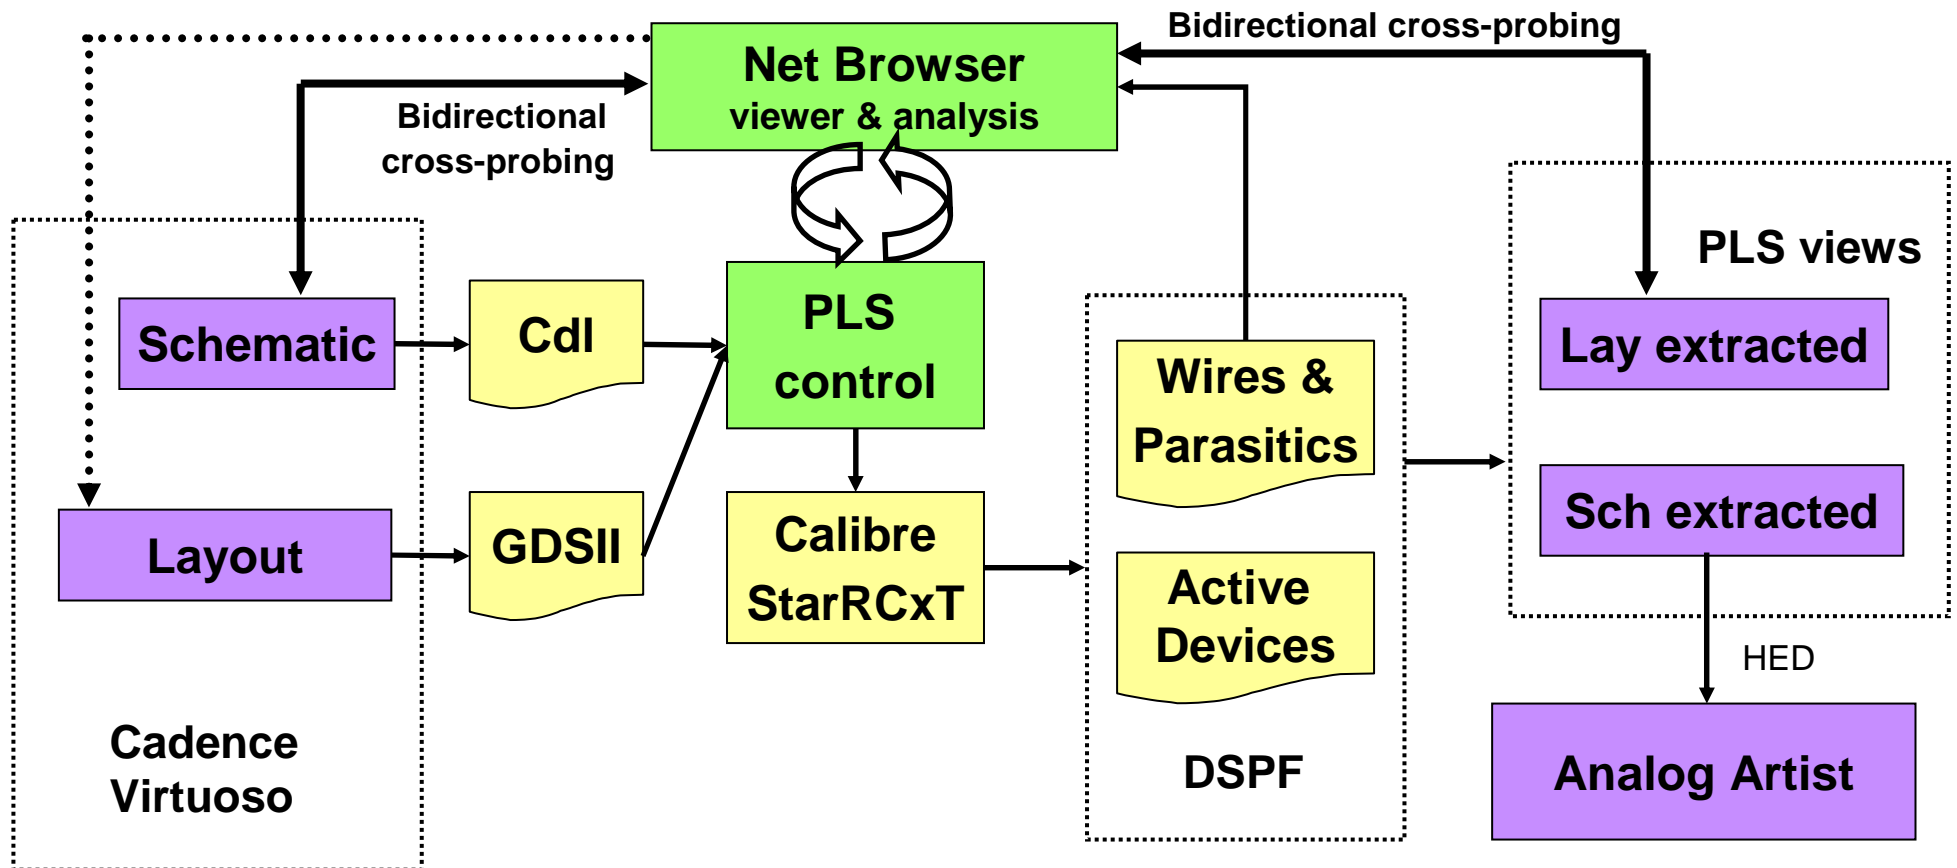 Bidirectional cross-probing
Net Browser
viewer & analysis
Bidirectional
cross-probing
PLS views
Schematic
Cdl
PLS
control
Wires &
Parasitics
Lay extracted
Layout
GDSII
Calibre
StarRCxT
Active
Devices
Sch extracted
HED
Cadence
Virtuoso
DSPF
Analog Artist